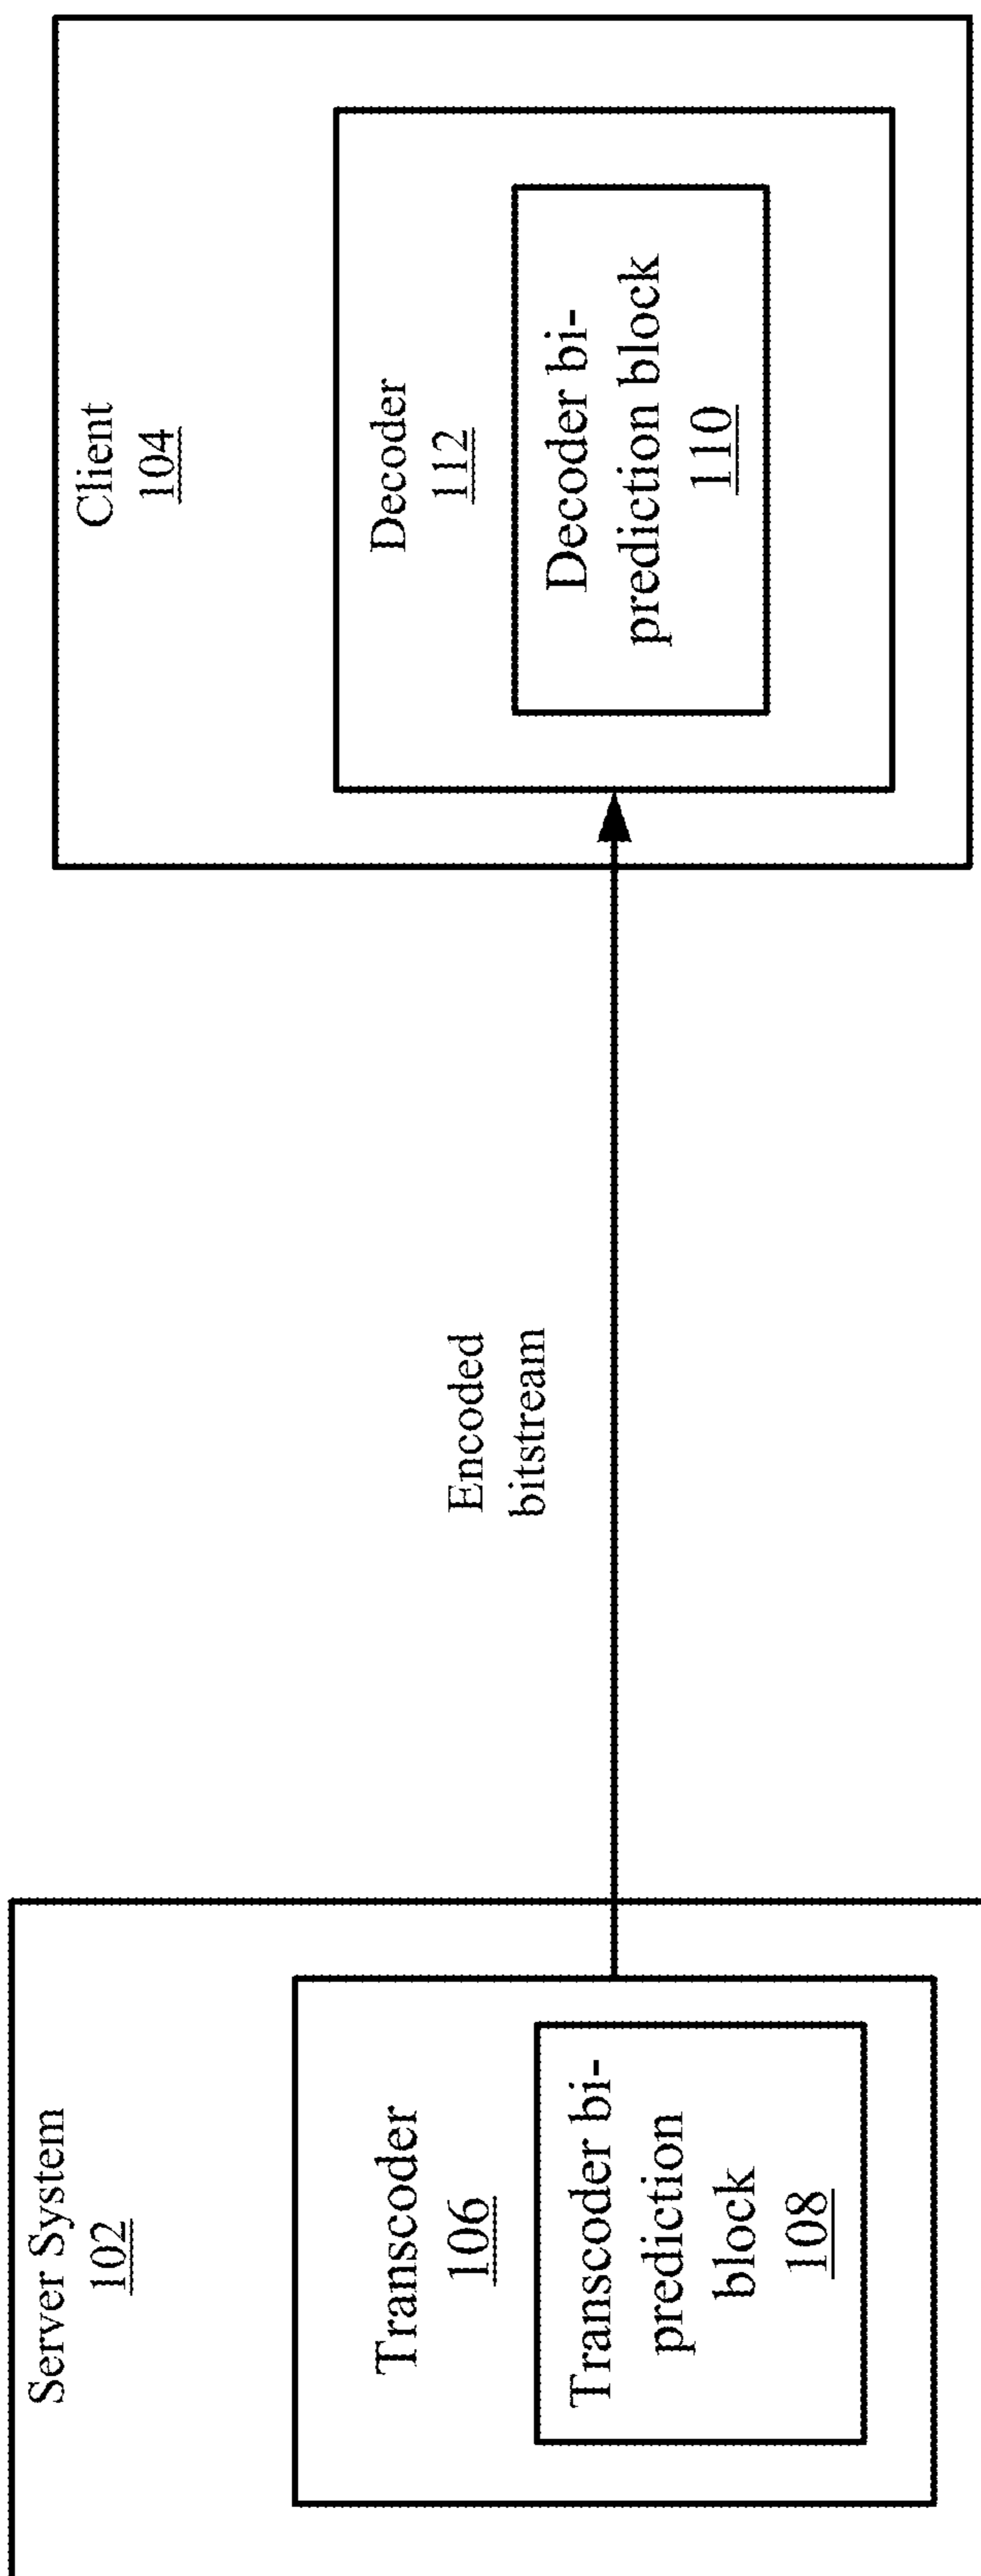 Server System
102
Transcoder
106
Transcoder bi-
prediction
block
108
Encoded
bitstream
Client
104
Decoder
112
Decoder bi-
prediction block
110